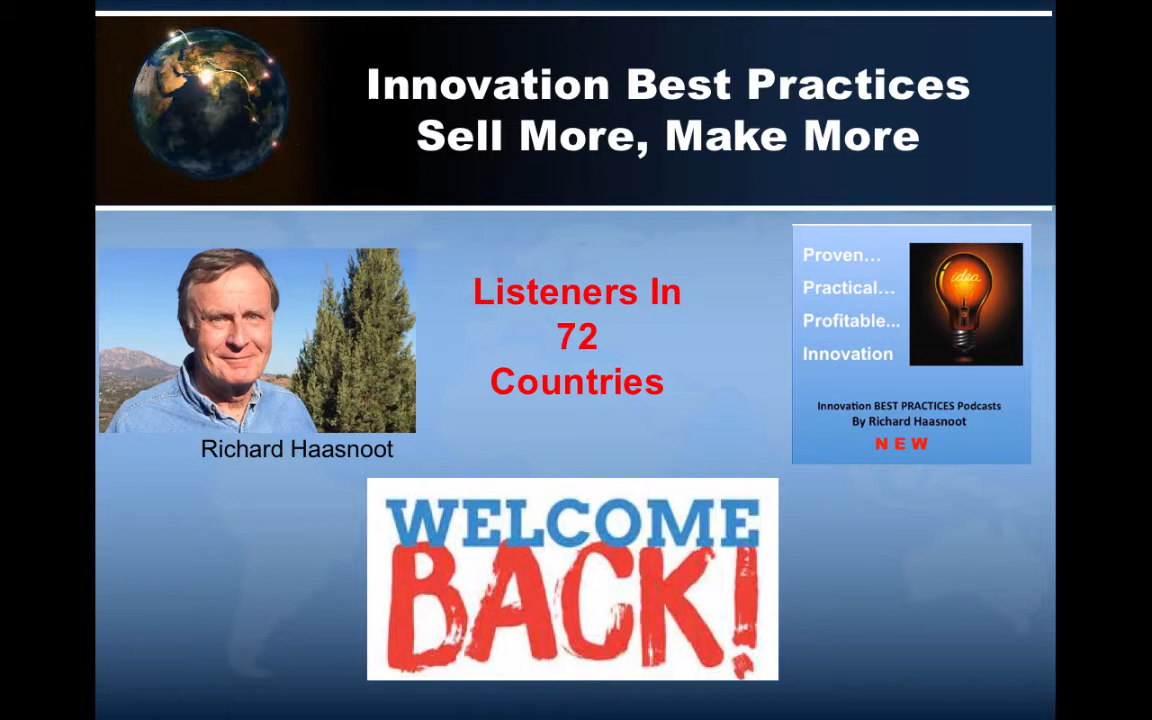 Innovation Best Practices
Sell More, Make More
Listeners In
72
Countries
Richard Haasnoot
Proven…
Practical…
Profitable...
Innovation
idea
Innovation BEST PRACTICES Podcasts
By Richard Haasnoot
NEW
WELCOME
BACK!